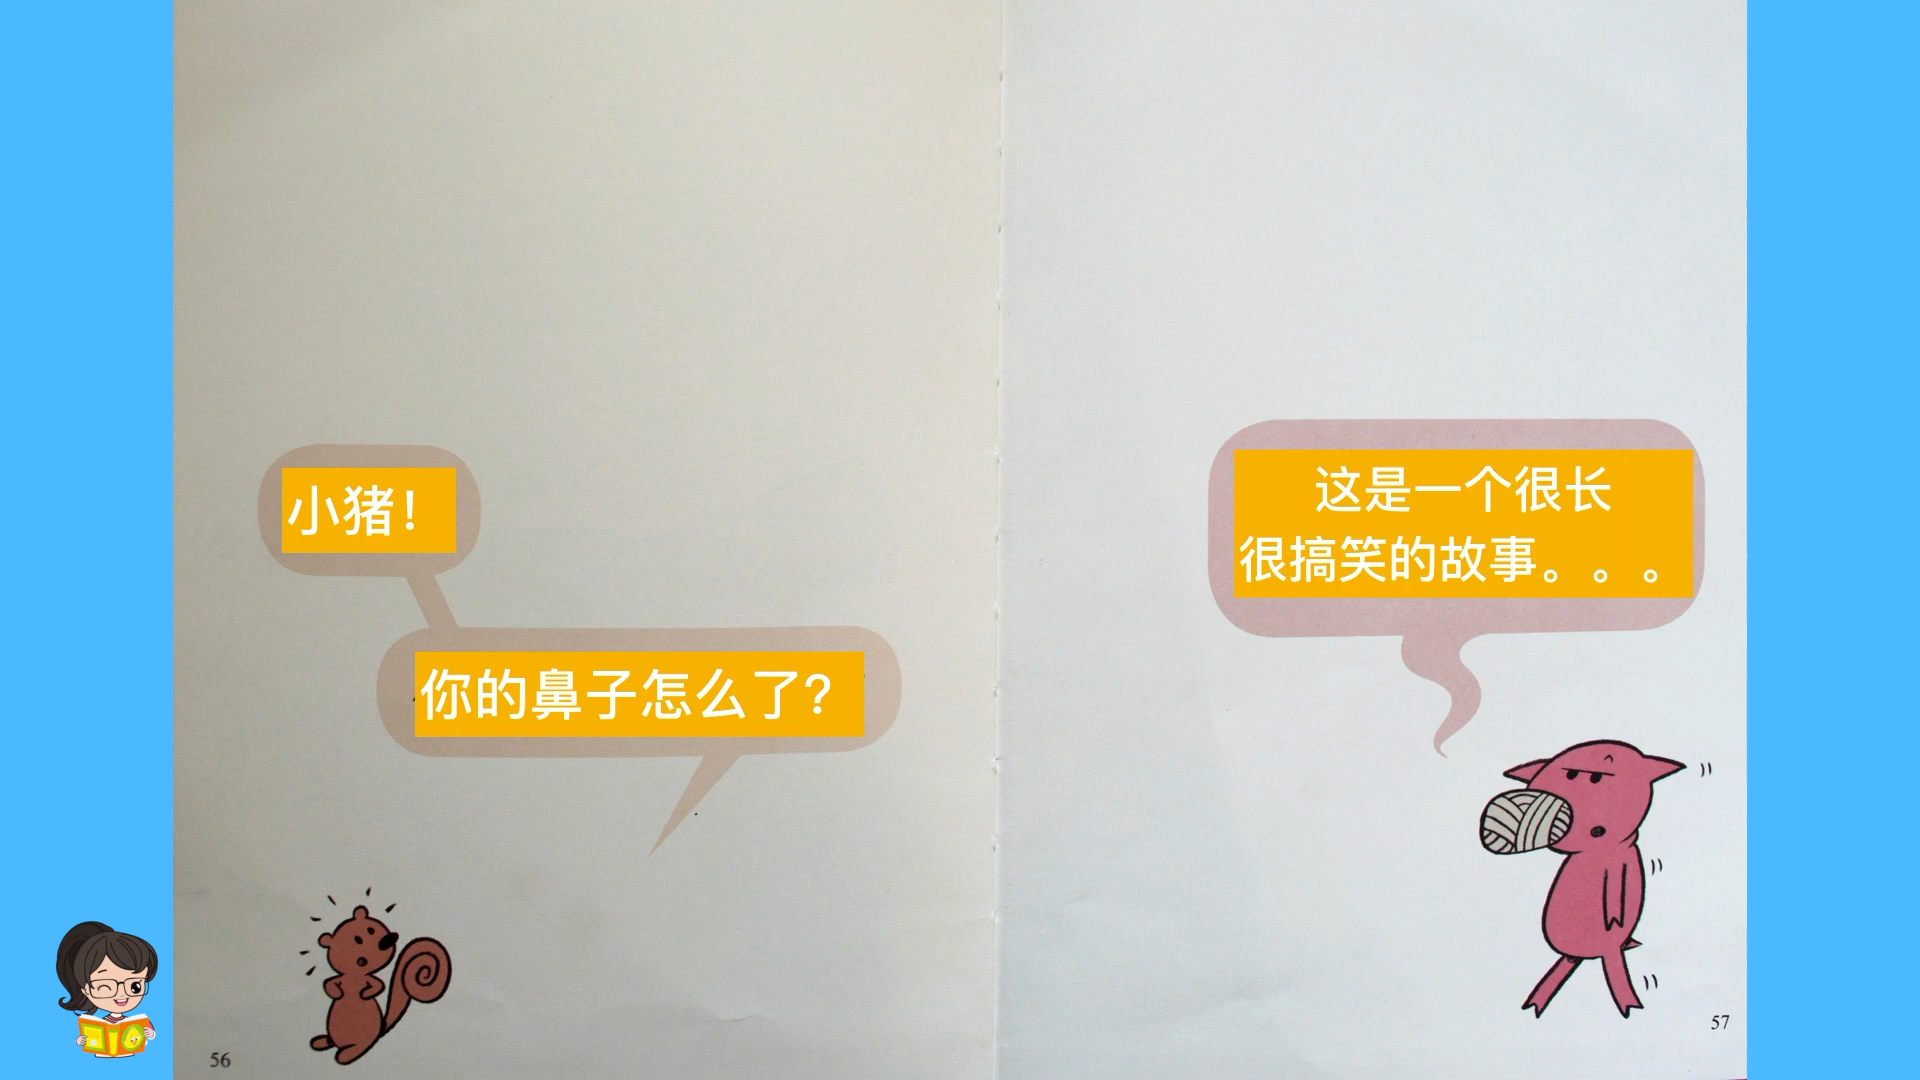 小猪！
你的鼻子怎么了？
这是一个很长
很搞笑的故事。。。
56
57